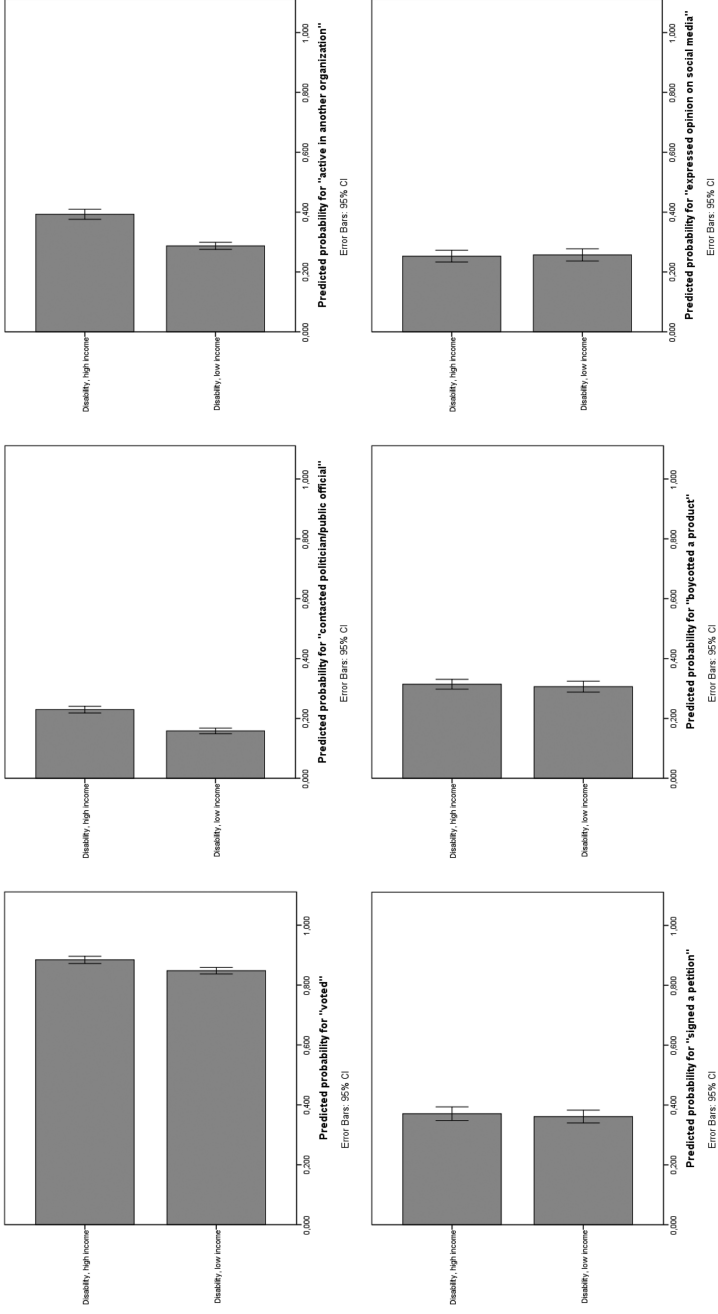 Disability, high income
Disability, low income
0,000 0,200 0,400 0,600 0,800 1,000
Predicted probability for "voted"
Error Bars: 95% CI
Disability, high income
Disability, low income
0,000 0,200 0,400 0,600 0,800 1,000
Predicted probability for "contacted politician/public official"
Error Bars: 95% CI
Disability, high income
Disability, low income
0,000 0,200 0,400 0,600 0,800 1,000
Predicted probability for "active in another organization"
Error Bars: 95% CI
Disability, high income
Disability, low income
0,000 0,200 0,400 0,600 0,800 1,000
Predicted probability for "signed a petition"
Error Bars: 95% CI
Disability, high income
Disability, low income
0,000 0,200 0,400 0,600 0,800 1,000
Predicted probability for "boycotted a product"
Error Bars: 95% CI
Disability, high income
Disability, low income
0,000 0,200 0,400 0,600 0,800 1,000
Predicted probability for "expressed opinion on social media"
Error Bars: 95% CI